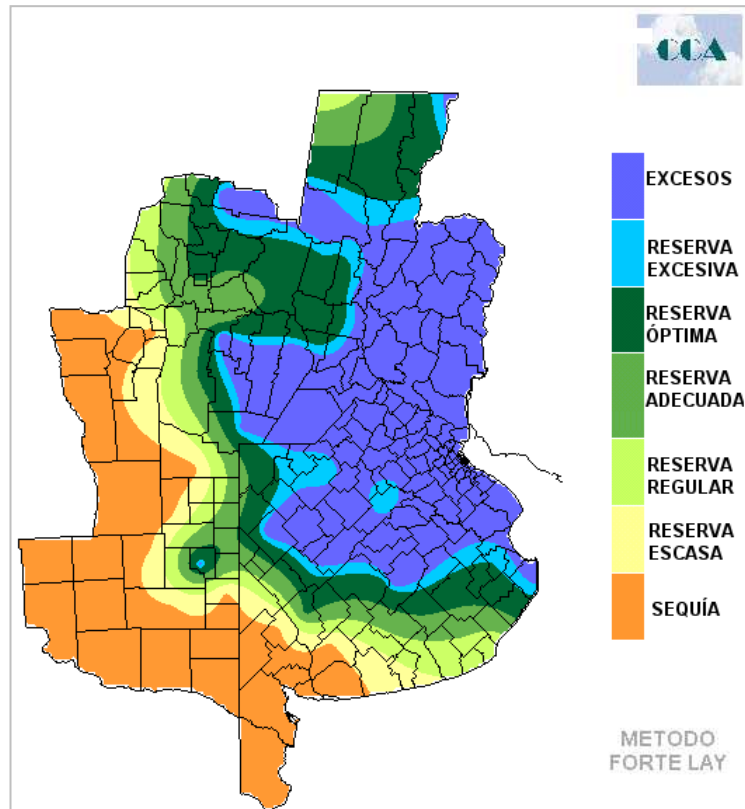 CCA
EXCESOS
RESERVA
EXCESIVA
RESERVA
ÓPTIMA
RESERVA
ADECUADA
RESERVA
REGULAR
RESERVA
ESCASA
SEQUÍA
METODO
FORTE LAY